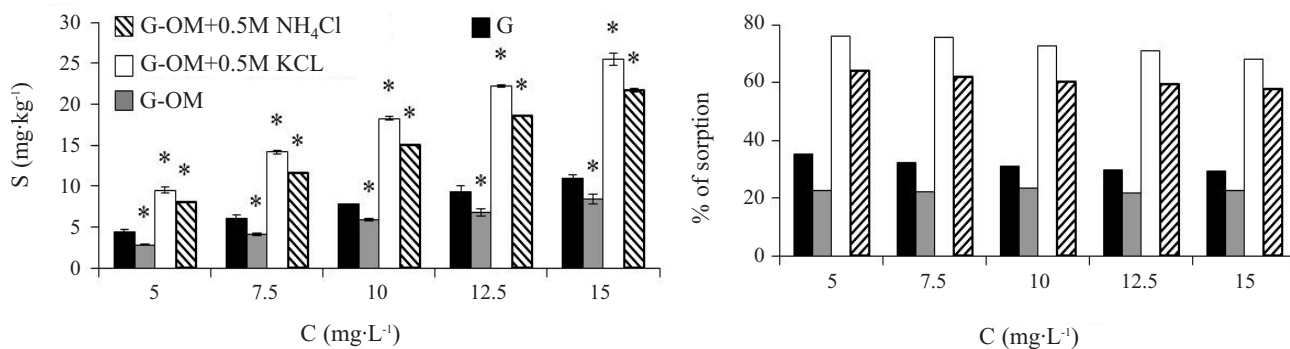 G-OM+0.5M NH₄Cl
G
G-OM+0.5M KCL
G-OM
S (mg·kg⁻¹)
30
25
20
15
10
5
0
* * * * * * * * * * * * * * *
5 7.5 10 12.5 15
C (mg·L⁻¹)
% of sorption
80
60
40
20
0
5 7.5 10 12.5 15
C (mg·L⁻¹)